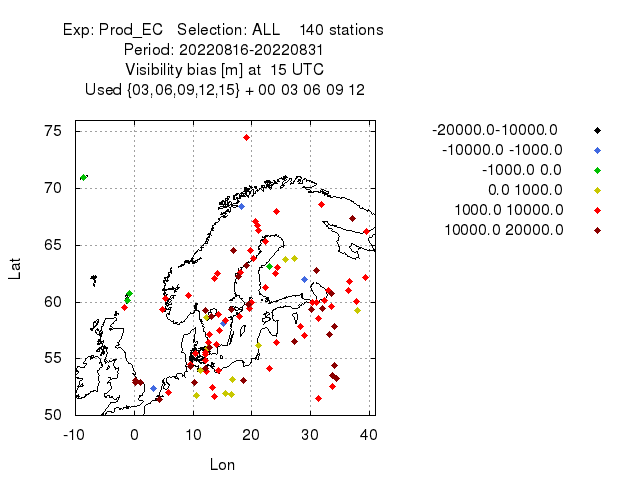 Exp: Prod_EC   Selection: ALL    140 stations
Period: 20220816-20220831
Visibility bias [m] at  15 UTC
Used {03,06,09,12,15} + 00 03 06 09 12
-20000.0-10000.0
-10000.0 -1000.0
-1000.0 0.0
0.0 1000.0
1000.0 10000.0
10000.0 20000.0
75
70
65
60
55
50
Lat
-10 0 10 20 30 40
Lon